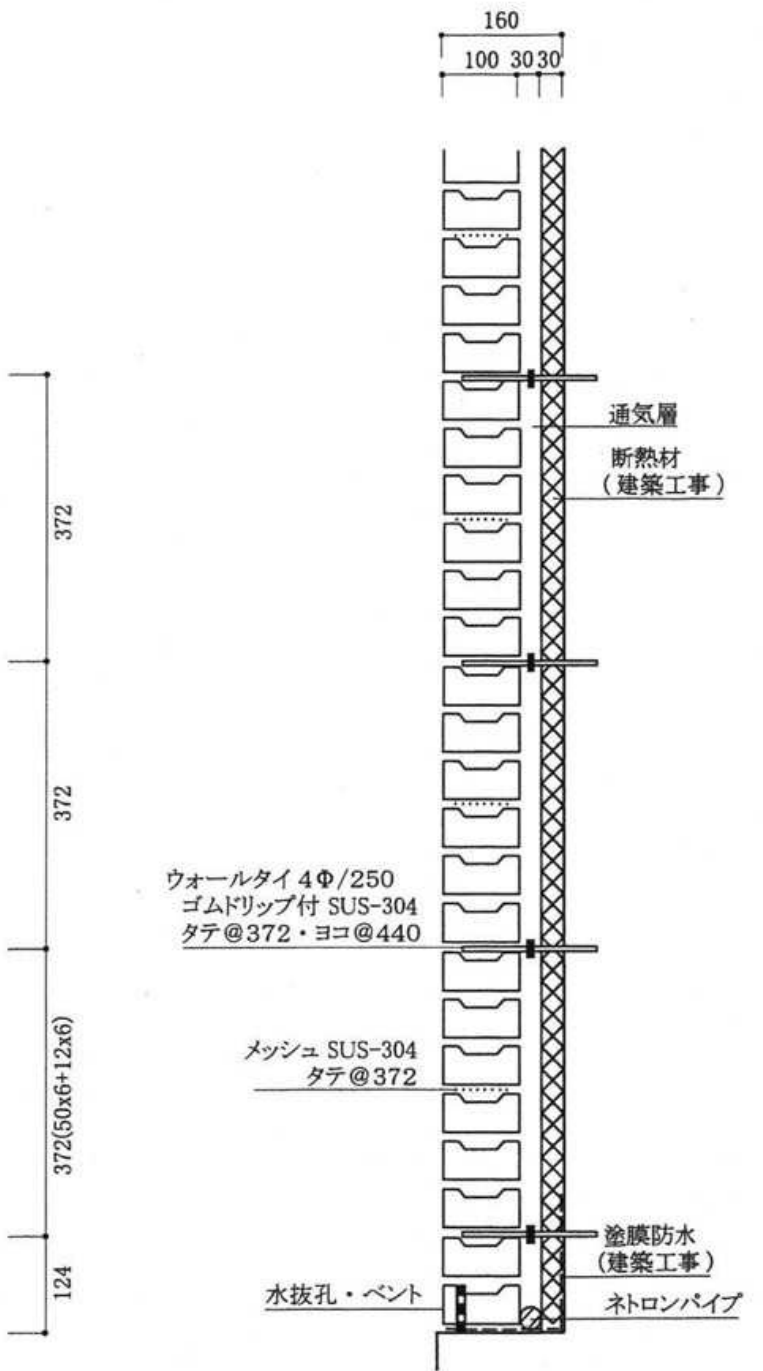 160
100 30 30
通気層
断熱材
(建築工事)
372
372
ウォールタイ 4Φ/250
ゴムドリップ付 SUS-304
タテ@372・ヨコ@440
メッシュ SUS-304
タテ@372
372(50x6+12x6)
塗膜防水
(建築工事)
124
水抜孔・ベント
ネトロンパイプ